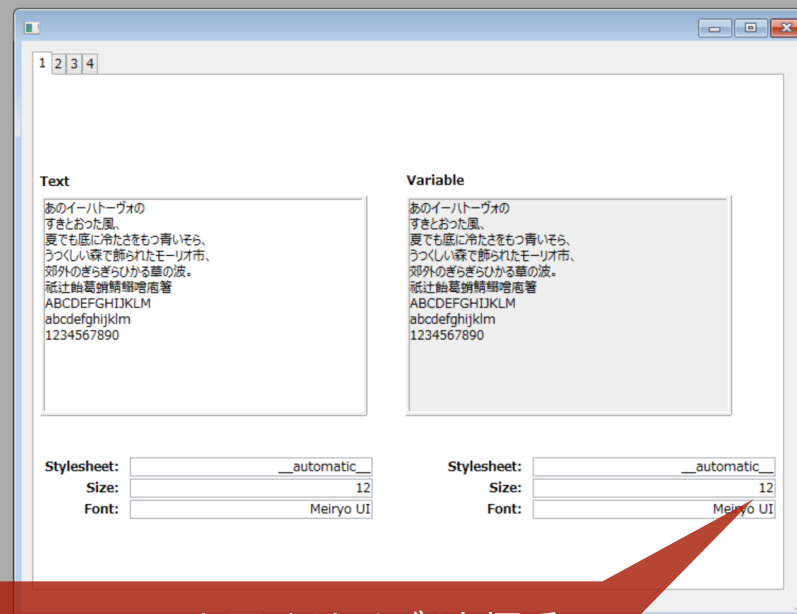 1 2 3 4
Text
あのイーハトーヴォの
すきとおった風、
夏でも底に冷たさをもつ青いそら、
うつくしい森で飾られたモーリオ市、
郊外のぎらぎらひかる草の波。
祇辻飴葛蛸鯖鰯噌庖箸
ABCDEFGHIJKLM
abcdefghijklm
1234567890
Variable
あのイーハトーヴォの
すきとおった風、
夏でも底に冷たさをもつ青いそら、
うつくしい森で飾られたモーリオ市、
郊外のぎらぎらひかる草の波。
祇辻飴葛蛸鯖鰯噌庖箸
ABCDEFGHIJKLM
abcdefghijklm
1234567890
Stylesheet: __automatic__
Size: 12
Font: Meiryo UI
Stylesheet: __automatic__
Size: 12
Font: Meiryo UI